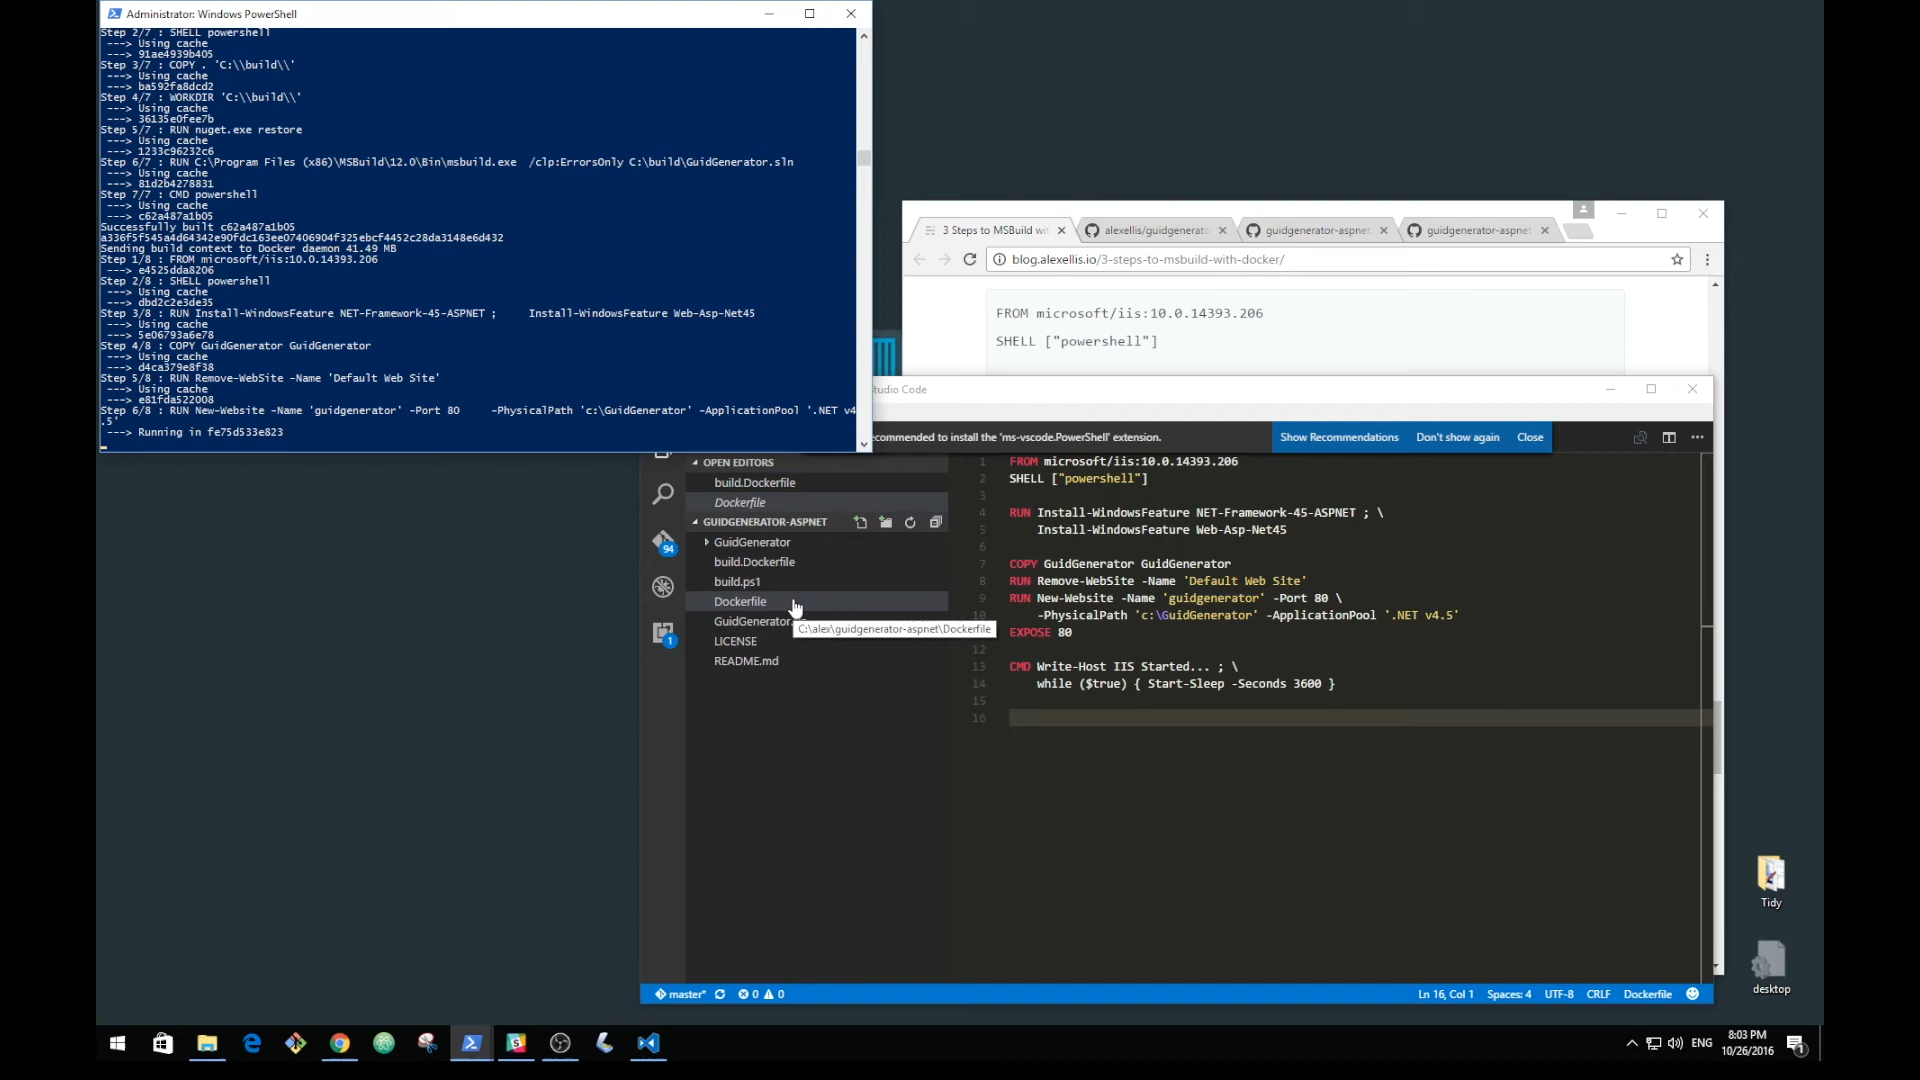 Administrator: Windows PowerShell
Step 2/7 : SHELL powershell
---> Using cache
---> 91ae4939b405
Step 3/7 : COPY . 'C:\\build\\'
---> Using cache
---> ba592fa8dcd2
Step 4/7 : WORKDIR 'C:\\build\\'
---> Using cache
---> 36135e0fee7b
Step 5/7 : RUN nuget.exe restore
---> Using cache
---> 1233c96232c6
Step 6/7 : RUN C:\Program Files (x86)\MSBuild\12.0\Bin\msbuild.exe  /clp:ErrorsOnly C:\build\GuidGenerator.sln
---> Using cache
---> 81d2b4278831
Step 7/7 : CMD powershell
---> Using cache
---> c62a487a1b05
Successfully built c62a487a1b05
a336f5f545a4d64342e90fdc163ee07406904f325ebcf4452c28da3148e6d432
Sending build context to Docker daemon 41.49 MB
Step 1/8 : FROM microsoft/iis:10.0.14393.206
---> e4525dda8206
Step 2/8 : SHELL powershell
---> Using cache
---> dbd2c2e3de35
Step 3/8 : RUN Install-WindowsFeature NET-Framework-45-ASPNET ;     Install-WindowsFeature Web-Asp-Net45
---> Using cache
---> 5e06793a6e78
Step 4/8 : COPY GuidGenerator GuidGenerator
---> Using cache
---> d4ca379e8f38
Step 5/8 : RUN Remove-WebSite -Name 'Default Web Site'
---> Using cache
---> e81fda522008
Step 6/8 : RUN New-Website -Name 'guidgenerator' -Port 80     -PhysicalPath 'c:\GuidGenerator' -ApplicationPool '.NET v4
.5'
---> Running in fe75d533e823
3 Steps to MSBuild wit
alexellis/guidgenerato
guidgenerator-aspnet
guidgenerator-aspnet
blog.alexellis.io/3-steps-to-msbuild-with-docker/
FROM microsoft/iis:10.0.14393.206
SHELL ["powershell"]
tudio Code
ecommended to install the 'ms-vscode.PowerShell' extension.
Show Recommendations
Don't show again
Close
OPEN EDITORS
build.Dockerfile
Dockerfile
GUIDGENERATOR-ASPNET
GuidGenerator
build.Dockerfile
build.ps1
Dockerfile
GuidGenerator.
C:\alex\guidgenerator-aspnet\Dockerfile
LICENSE
README.md
94
1
1 FROM microsoft/iis:10.0.14393.206
2 SHELL ["powershell"]
3
4 RUN Install-WindowsFeature NET-Framework-45-ASPNET ; \
5 Install-WindowsFeature Web-Asp-Net45
6
7 COPY GuidGenerator GuidGenerator
8 RUN Remove-WebSite -Name 'Default Web Site'
9 RUN New-Website -Name 'guidgenerator' -Port 80 \
10 -PhysicalPath 'c:\GuidGenerator' -ApplicationPool '.NET v4.5'
EXPOSE 80
12
13 CMD Write-Host IIS Started... ; \
14 while ($true) { Start-Sleep -Seconds 3600 }
15
16
master*
0
0
Ln 16, Col 1
Spaces: 4
UTF-8
CRLF
Dockerfile
Tidy
desktop
ENG
8:03 PM
10/26/2016
1